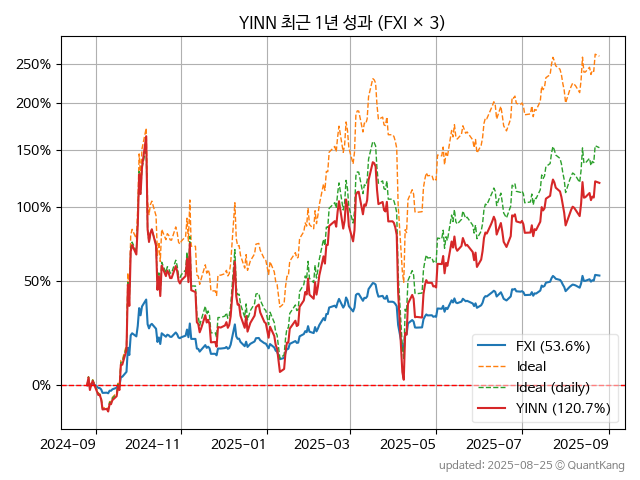 YINN 최근 1년 성과 (FXI × 3)
250%
200%
150%
100%
50%
0%
FXI (53.6%)
Ideal
Ideal (daily)
YINN (120.7%)
2024-09
2024-11
2025-01
2025-03
2025-05
2025-07
2025-09
updated: 2025-08-25 © QuantKang